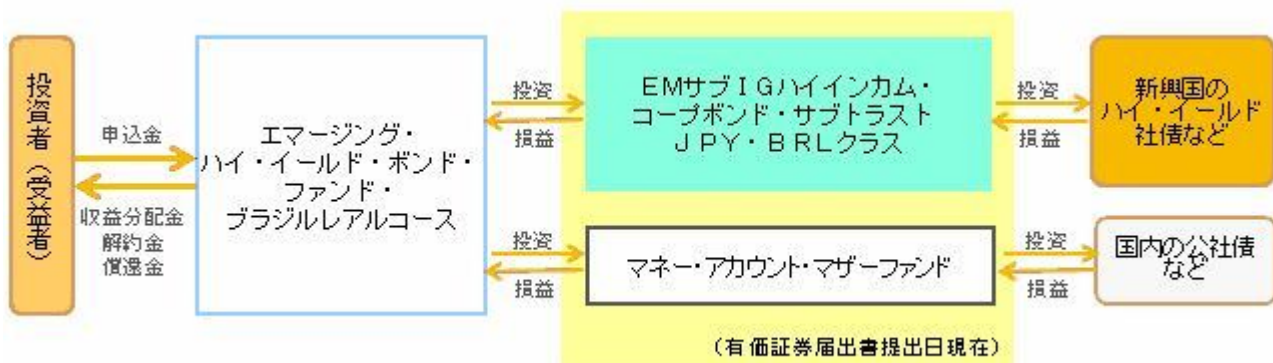 投資者（受益者）
申込金
収益分配金
解約金
償還金
エマージング・
ハイ・イールド・ボンド・
ファンド・
ブラジルレアルコース
投資
損益
EMサブIGハイインカム・
コープボンド・サブトラスト
JPY・BRLクラス
投資
損益
新興国の
ハイ・イールド
社債など
投資
損益
マネー・アカウント・マザーファンド
投資
損益
国内の公社債
など
（有価証券届出書提出日現在）